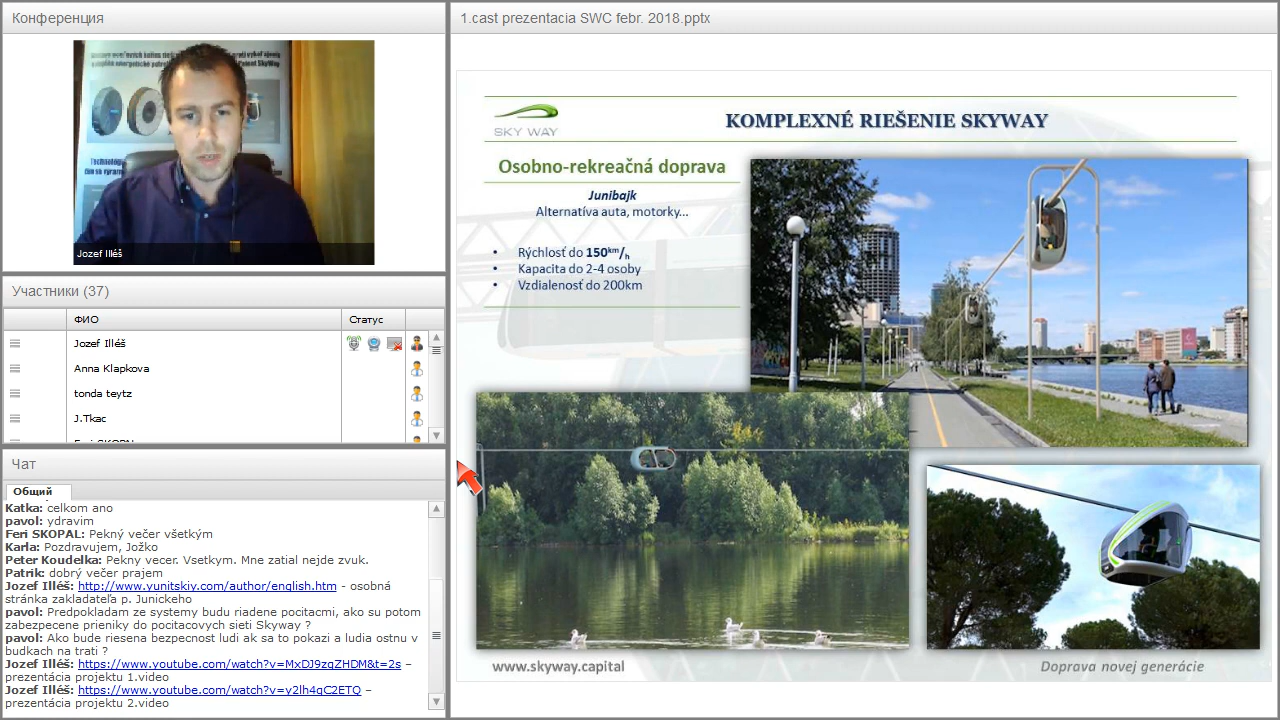 Конференция
Jozef Illéš
Участники (37)
ФИО
Статус
Jozef Illéš
Anna Klapkova
tonda teytz
J.Tkac
Feri SKOPAL
Чат
Общий
Katka: celkom ano
pavol: ydravim
Feri SKOPAL: Pekný večer všetkým
Karla: Pozdravujem, Jožko
Peter Koudelka: Pekny vecer. Vsetkym. Mne zatial nejde zvuk.
Patrik: dobrý večer prajem
Jozef Illéš: http://www.yunitskiy.com/author/english.htm - osobná
stránka zakladateľa p. Junickeho
pavol: Predpokladam ze systemy budu riadene pocitacmi, ako su potom
zabezpecene prieniky do pocitacovych sieti Skyway ?
pavol: Ako bude riesena bezpecnost ludi ak sa to pokazi a ludia ostnu v
budkach na trati ?
Jozef Illéš: https://www.youtube.com/watch?v=MxDJ9zqZHDM&t=2s –
prezentácia projektu 1.video
Jozef Illéš: https://www.youtube.com/watch?v=y2lh4qC2ETQ –
prezentácia projektu 2.video
1.cast prezentacia SWC febr. 2018.pptx
SKY WAY
KOMPLEXNÉ RIEŠENIE SKYWAY
Osobno-rekreačná doprava
Junibajk
Alternatíva auta, motorky...
• Rýchlosť do 150km/h
• Kapacita do 2-4 osoby
• Vzdialenosť do 200km
www.skyway.capital
Doprava novej generácie